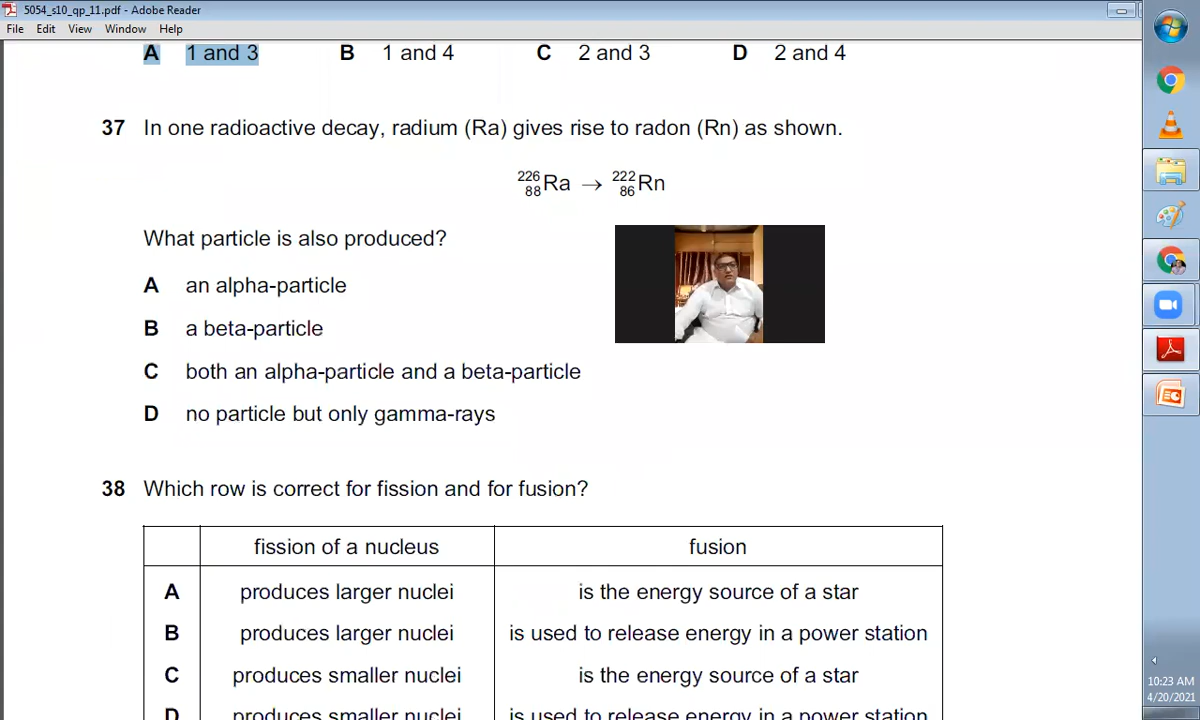 5054_s10_qp_11.pdf - Adobe Reader
File Edit View Window Help
A 1 and 3 B 1 and 4 C 2 and 3 D 2 and 4
37 In one radioactive decay, radium (Ra) gives rise to radon (Rn) as shown.
²²⁶₈₈Ra → ²²²₈₆Rn
What particle is also produced?
A an alpha-particle
B a beta-particle
C both an alpha-particle and a beta-particle
D no particle but only gamma-rays
38 Which row is correct for fission and for fusion?
fission of a nucleus fusion
A produces larger nuclei is the energy source of a star
B produces larger nuclei is used to release energy in a power station
C produces smaller nuclei is the energy source of a star
D produces smaller nuclei is used to release energy in a power station
10:23 AM
4/20/2021